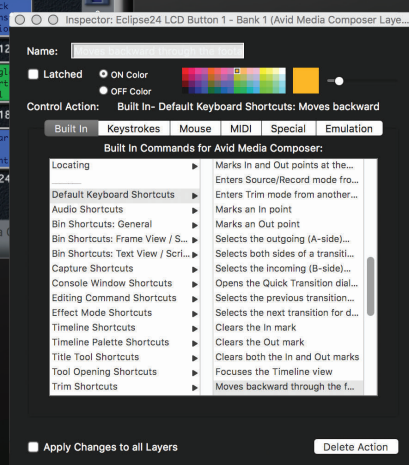 Inspector: Eclipse24 LCD Button 1 - Bank 1 (Avid Media Composer Laye...
Name: Moves backward through the foot
Latched
ON Color
OFF Color
Control Action: Built In- Default Keyboard Shortcuts: Moves backward
Built In Keystrokes Mouse MIDI Special Emulation
Built In Commands for Avid Media Composer:
Locating
Default Keyboard Shortcuts
Audio Shortcuts
Bin Shortcuts: General
Bin Shortcuts: Frame View / S...
Bin Shortcuts: Text View / Scri...
Capture Shortcuts
Console Window Shortcuts
Editing Command Shortcuts
Effect Mode Shortcuts
Timeline Shortcuts
Timeline Palette Shortcuts
Title Tool Shortcuts
Tool Opening Shortcuts
Trim Shortcuts
Marks In and Out points at the...
Enters Source/Record mode fro...
Enters Trim mode from another...
Marks an In point
Marks an Out point
Selects the outgoing (A-side)...
Selects both sides of a transiti...
Selects the incoming (B-side)...
Opens the Quick Transition dial...
Selects the previous transition...
Selects the next transition for d...
Clears the In mark
Clears the Out mark
Clears both the In and Out marks
Focuses the Timeline view
Moves backward through the f...
Apply Changes to all Layers
Delete Action